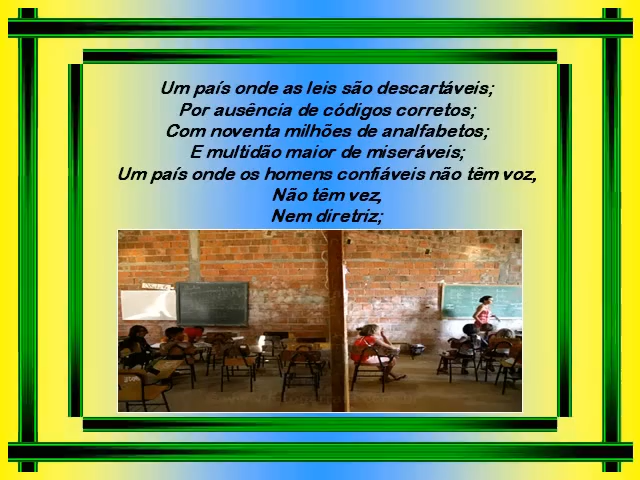 Um país onde as leis são descartáveis;
Por ausência de códigos corretos;
Com noventa milhões de analfabetos;
E multidão maior de miseráveis;
Um país onde os homens confiáveis não têm voz,
Não têm vez,
Nem diretriz;